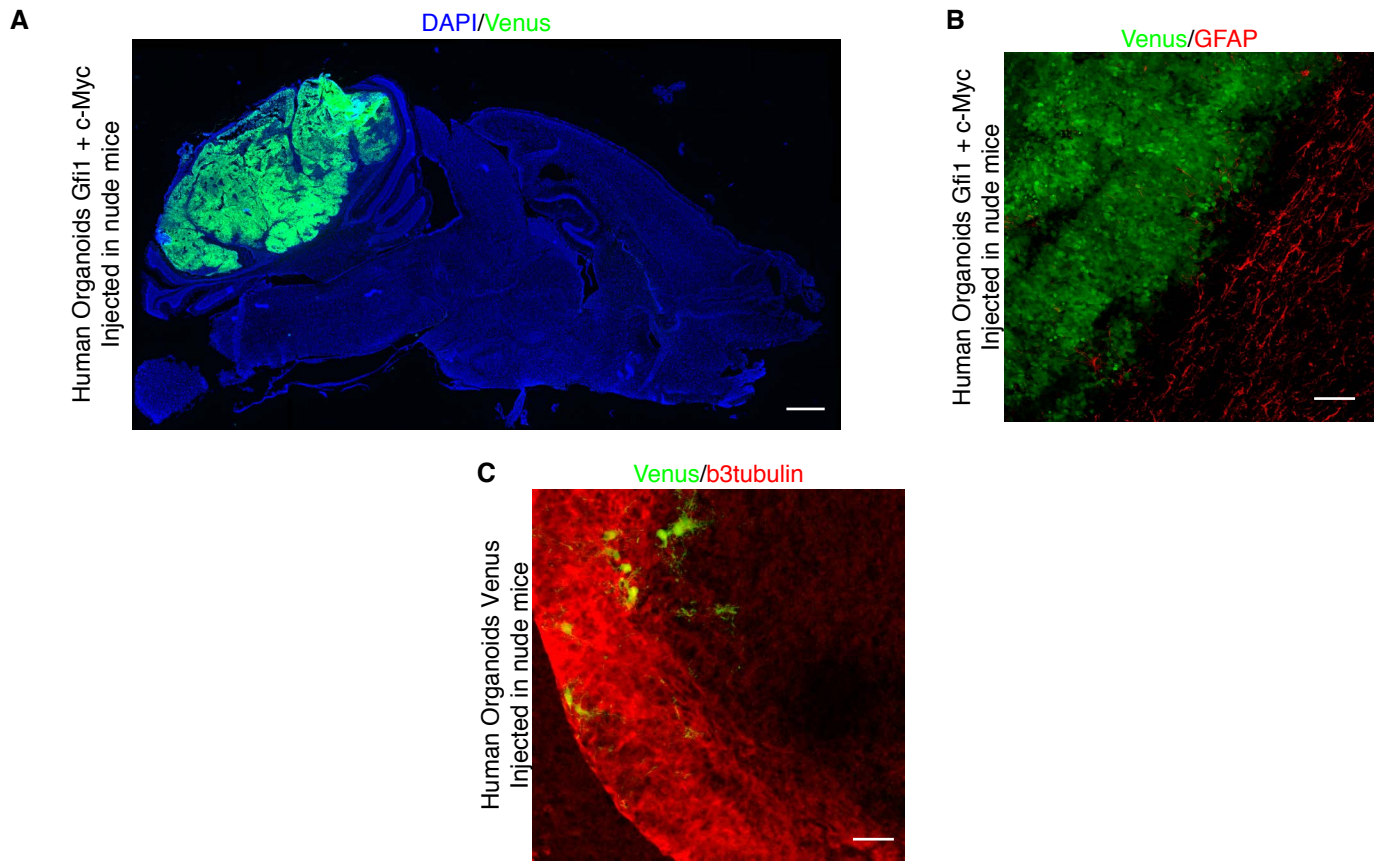 A
DAPI/Venus
Human Organoids Gfi1 + c-Myc
Injected in nude mice
B
Venus/GFAP
Human Organoids Gfi1 + c-Myc
Injected in nude mice
C
Venus/b3tubulin
Human Organoids Venus
Injected in nude mice